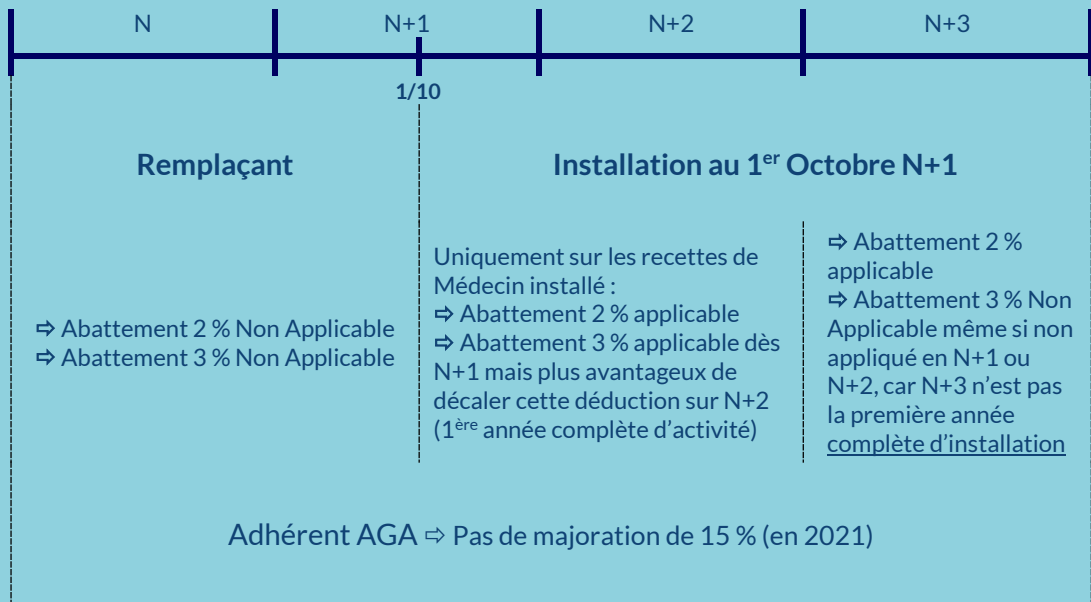 N
N+1
N+2
N+3
1/10
Remplaçant
Installation au 1er Octobre N+1
⇨ Abattement 2 % Non Applicable
⇨ Abattement 3 % Non Applicable
Uniquement sur les recettes de
Médecin installé :
⇨ Abattement 2 % applicable
⇨ Abattement 3 % applicable dès
N+1 mais plus avantageux de
décaler cette déduction sur N+2
(1ère année complète d’activité)
⇨ Abattement 2 %
applicable
⇨ Abattement 3 % Non
Applicable même si non
appliqué en N+1 ou
N+2, car N+3 n’est pas
la première année
complète d’installation
Adhérent AGA ⇨ Pas de majoration de 15 % (en 2021)